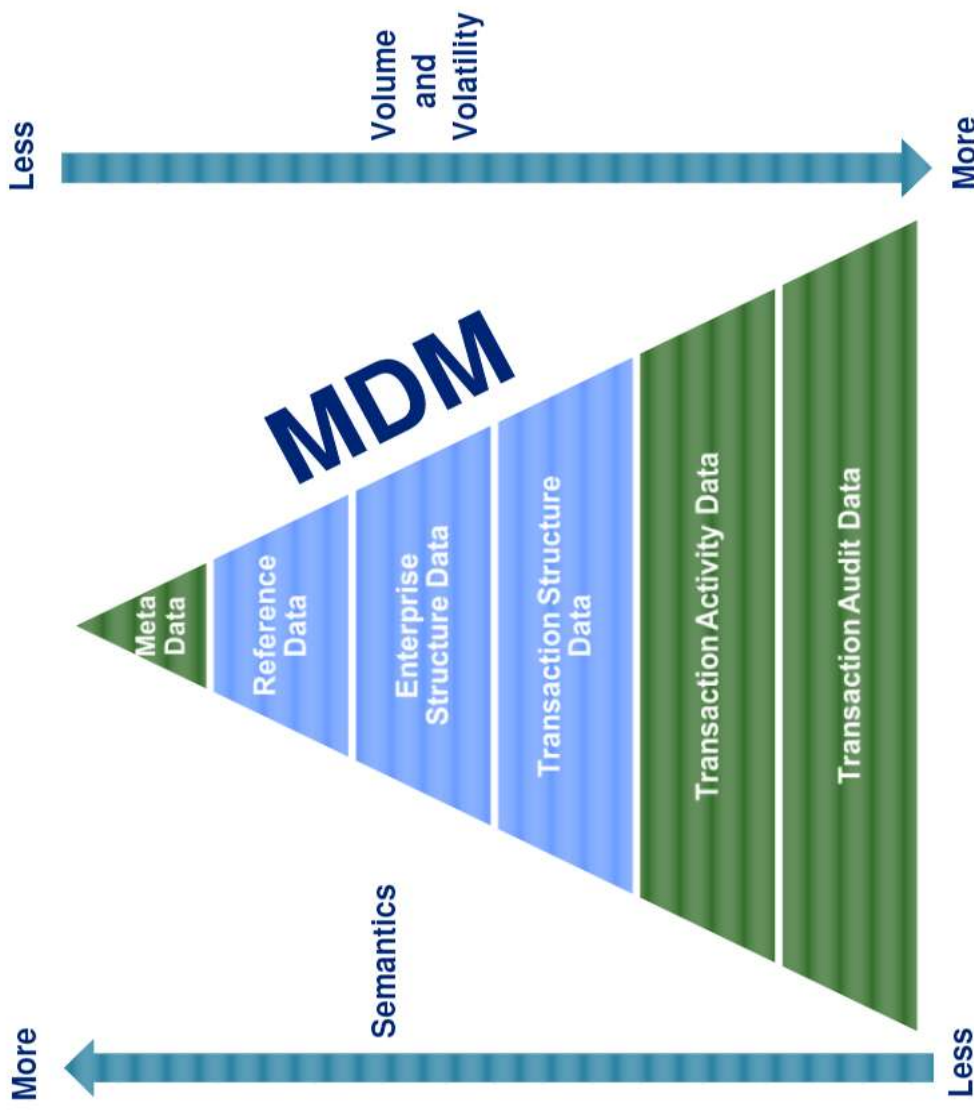 More
Less
Semantics
Volume
and
Volatility
MDM
Meta
Data
Reference
Data
Enterprise
Structure Data
Transaction Structure
Data
Transaction Activity Data
Transaction Audit Data
Less
More